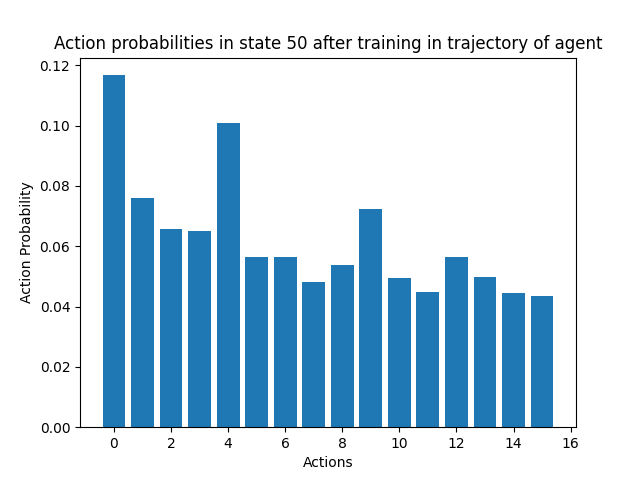 Action probabilities in state 50 after training in trajectory of agent
0.12
0.10
0.08
0.06
0.04
0.02
0.00
Action Probability
0 2 4 6 8 10 12 14 16
Actions